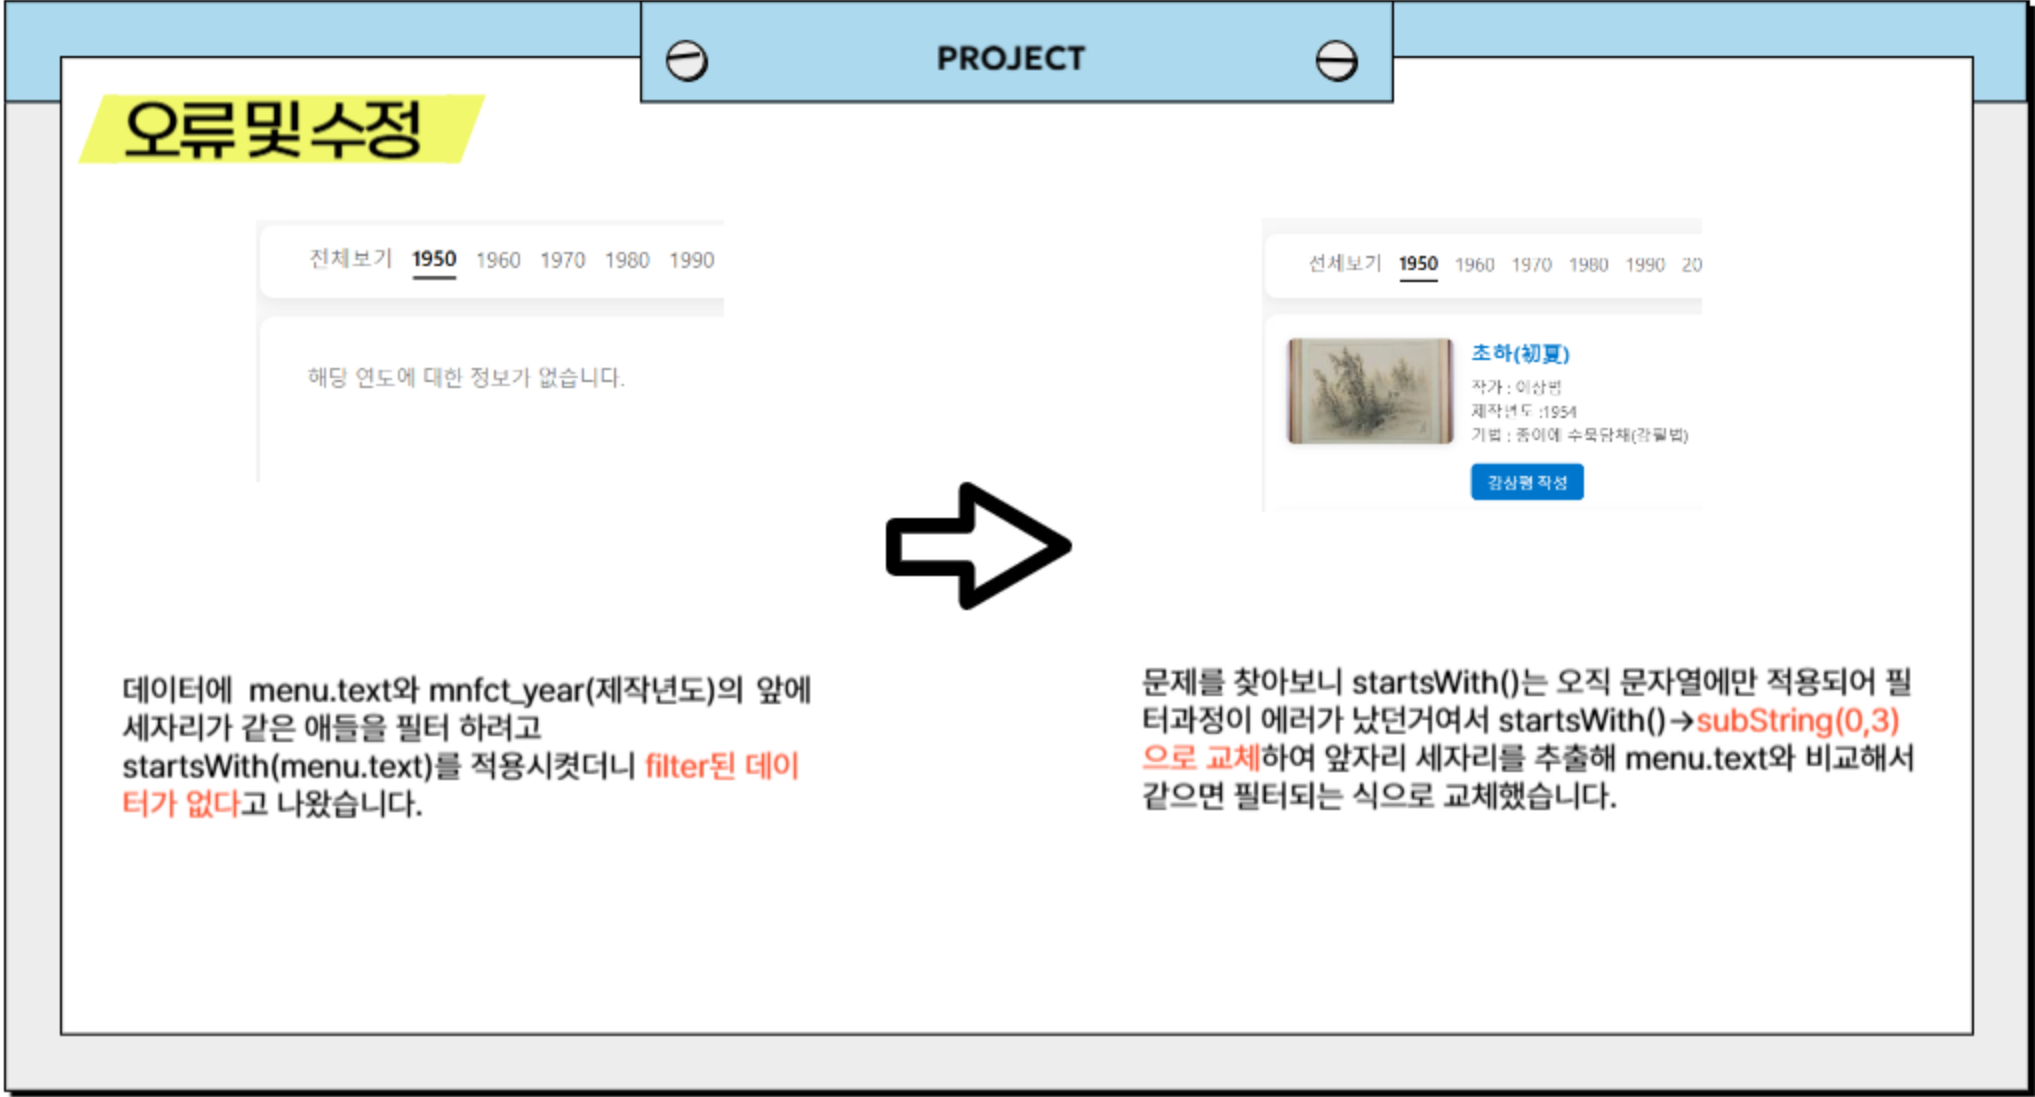 PROJECT
오류 및 수정
전체보기 1950 1960 1970 1980 1990
해당 연도에 대한 정보가 없습니다.
전체보기 1950 1960 1970 1980 1990 20
초하(初夏)
작가 : 이상범
제작년도 :1954
기법 : 종이에 수묵담채(갈필법)
감상평 작성
데이터에 menu.text와 mnfct_year(제작년도)의 앞에
세자리가 같은 애들을 필터 하려고
startsWith(menu.text)를 적용시켯더니 filter된 데이
터가 없다고 나왔습니다.
문제를 찾아보니 startsWith()는 오직 문자열에만 적용되어 필
터과정이 에러가 났던거여서 startsWith()→subString(0,3)
으로 교체하여 앞자리 세자리를 추출해 menu.text와 비교해서
같으면 필터되는 식으로 교체했습니다.